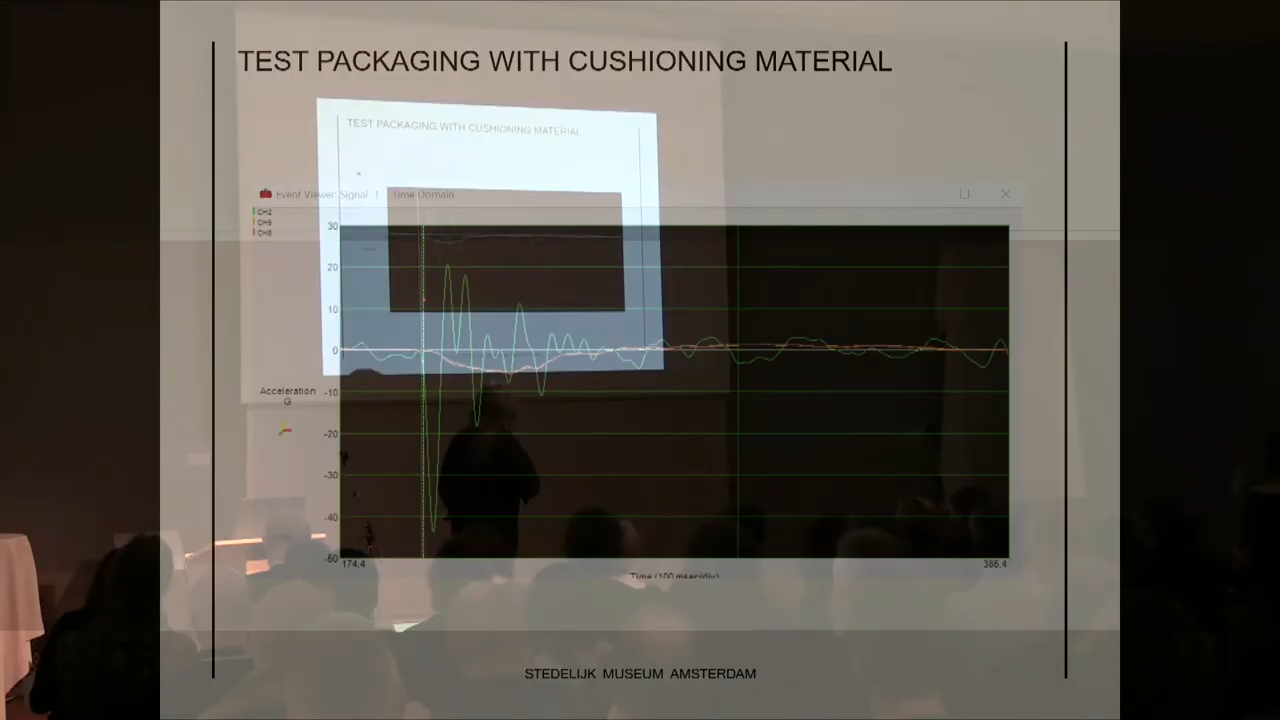 TEST PACKAGING WITH CUSHIONING MATERIAL
TEST PACKAGING WITH CUSHIONING MATERIAL
Event Viewer: Signal 1 Time Domain
CH2
CH5
CH8
30
20
10
0
-10
-20
-30
-40
-50
Acceleration
G
174.4
386.4
Time (100 msec/div)
STEDELIJK MUSEUM AMSTERDAM